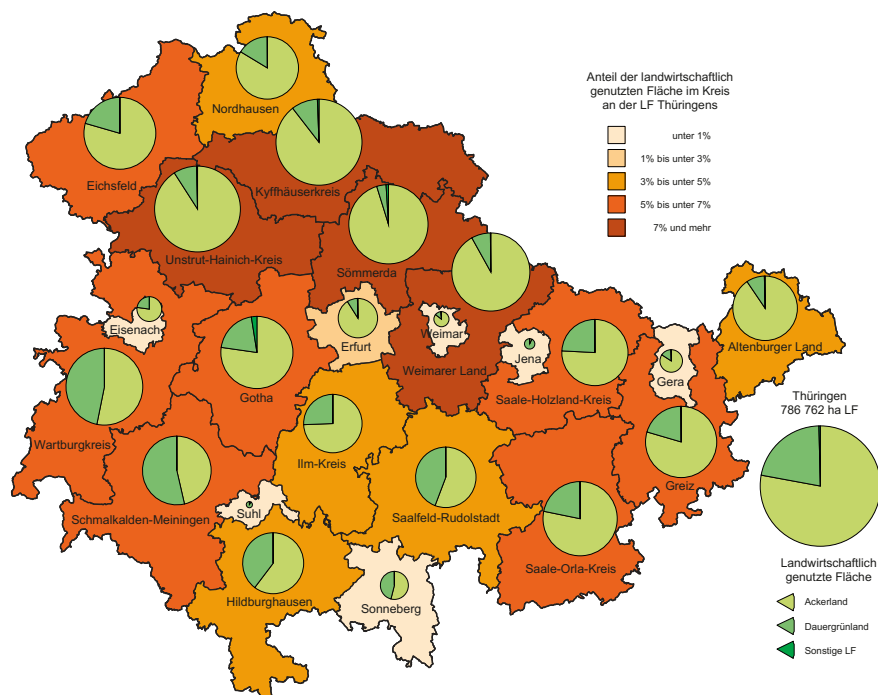 Anteil der landwirtschaftlich
genutzten Fläche im Kreis
an der LF Thüringens
unter 1%
1% bis unter 3%
3% bis unter 5%
5% bis unter 7%
7% und mehr
Nordhausen
Eichsfeld
Kyffhäuserkreis
Unstrut-Hainich-Kreis
Sömmerda
Eisenach
Erfurt
Weimar
Jena
Gera
Altenburger Land
Weimarer Land
Gotha
Saale-Holzland-Kreis
Wartburgkreis
Ilm-Kreis
Greiz
Schmalkalden-Meiningen
Suhl
Saalfeld-Rudolstadt
Saale-Orla-Kreis
Hildburghausen
Sonneberg
Thüringen
786 762 ha LF
Landwirtschaftlich
genutzte Fläche
Ackerland
Dauergrünland
Sonstige LF